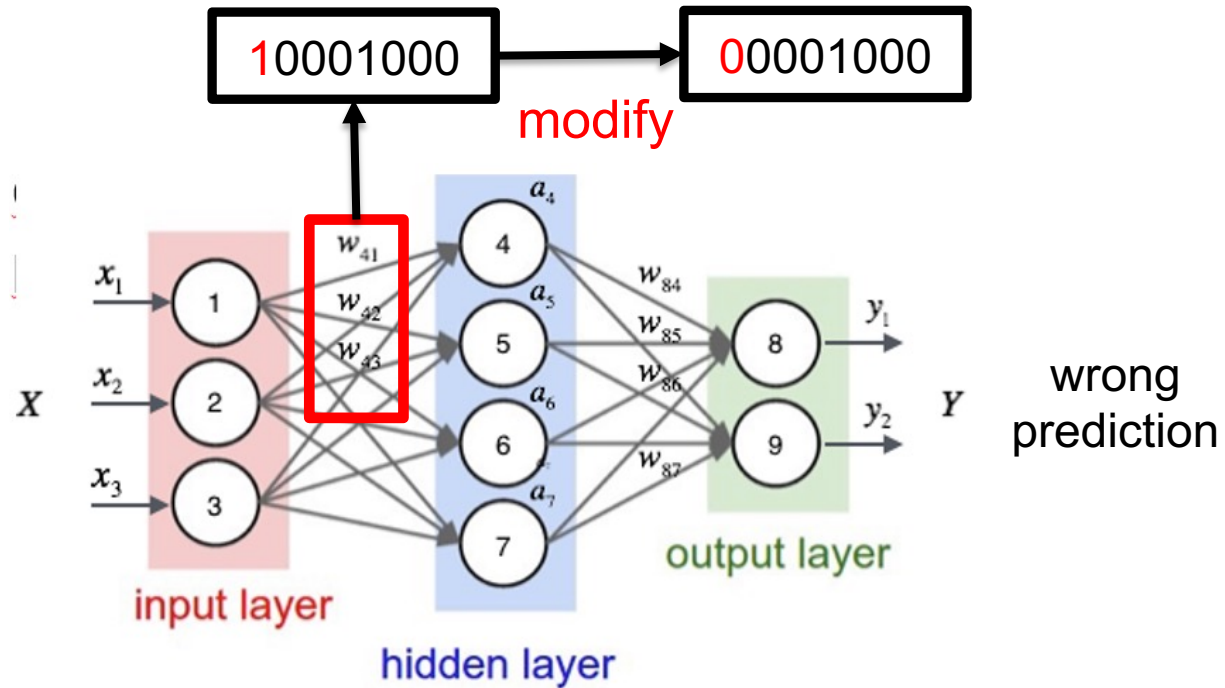 10001000
00001000
modify
a₄
w₄₁
w₈₄
x₁
1
4
w₄₂
a₅
y₁
w₈₅
5
8
w₄₃
x₂
2
w₈₆
X
a₆
Y
y₂
6
9
w₈₇
x₃
3
a₇
7
wrong
prediction
output layer
input layer
hidden layer